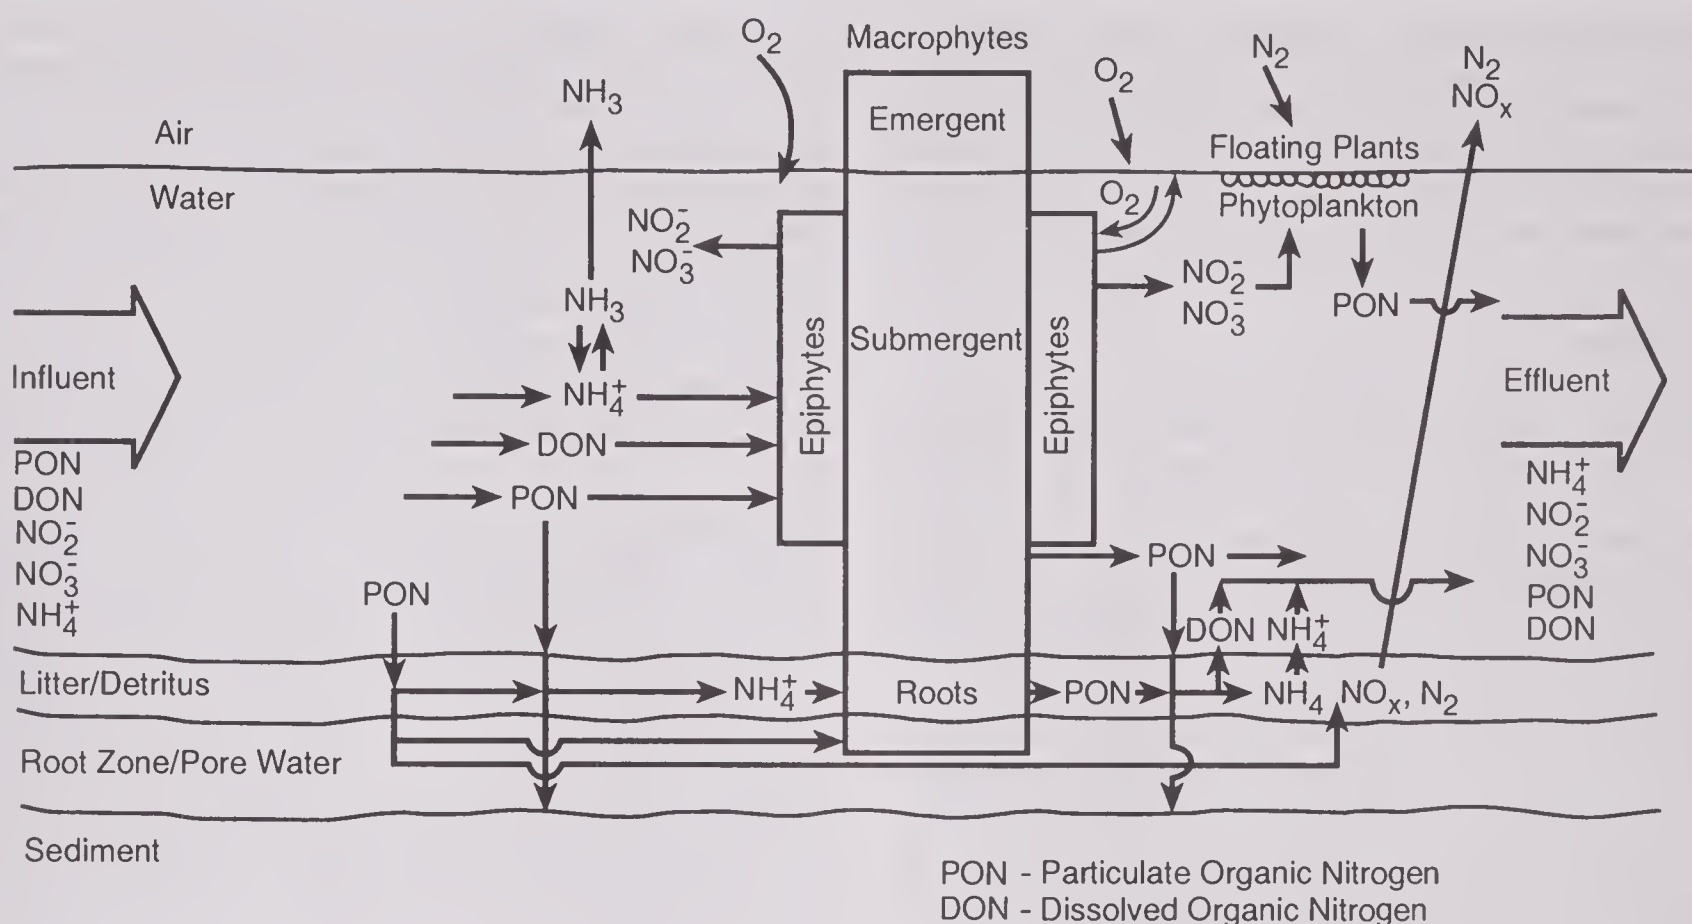 Macrophytes
O₂
NH₃
O₂
N₂
N₂
NOₓ
Air
Emergent
Floating Plants
Water
O₂
Phytoplankton
NO₂⁻
NO₃⁻
NH₃
NO₂⁻
NO₃⁻
PON
Epiphytes
Submergent
Epiphytes
Influent
Effluent
NH₄⁺
DON
PON
PON
DON
NO₂⁻
NO₃⁻
NH₄⁺
NH₄⁺
NO₂⁻
NO₃⁻
PON
DON
PON
PON
DON NH₄⁺
Litter/Detritus
NH₄⁺
Roots
PON
NH₄ NOₓ, N₂
Root Zone/Pore Water
Sediment
PON - Particulate Organic Nitrogen
DON - Dissolved Organic Nitrogen